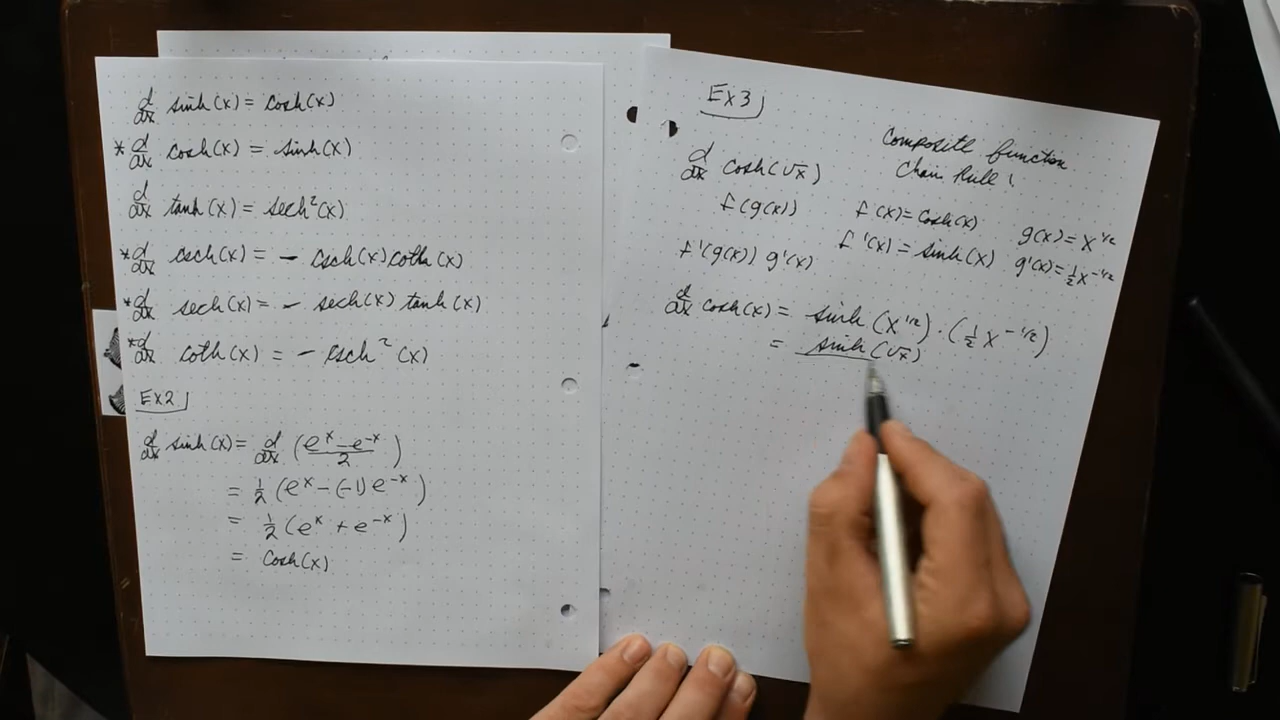 d/dx sinh(x) = cosh(x)
* d/dx cosh(x) = sinh(x)
d/dx tanh(x) = sech²(x)
* d/dx csch(x) = - csch(x) coth(x)
* d/dx sech(x) = - sech(x) tanh(x)
* d/dx coth(x) = - csch²(x)
EX2
d/dx sinh(x) = d/dx ((e^x - e^-x)/2)
= 1/2 (e^x - (-1)e^-x)
= 1/2 (e^x + e^-x)
= cosh(x)
EX3
Composite function
Chain Rule!
d/dx cosh(√x)
f(g(x))
f(x) = cosh(x)
g(x) = x^1/2
f'(g(x)) g'(x)
f'(x) = sinh(x)
g'(x) = 1/2 x^-1/2
d/dx cosh(x) = sinh(x^1/2) · (1/2 x^-1/2)
= sinh(√x)